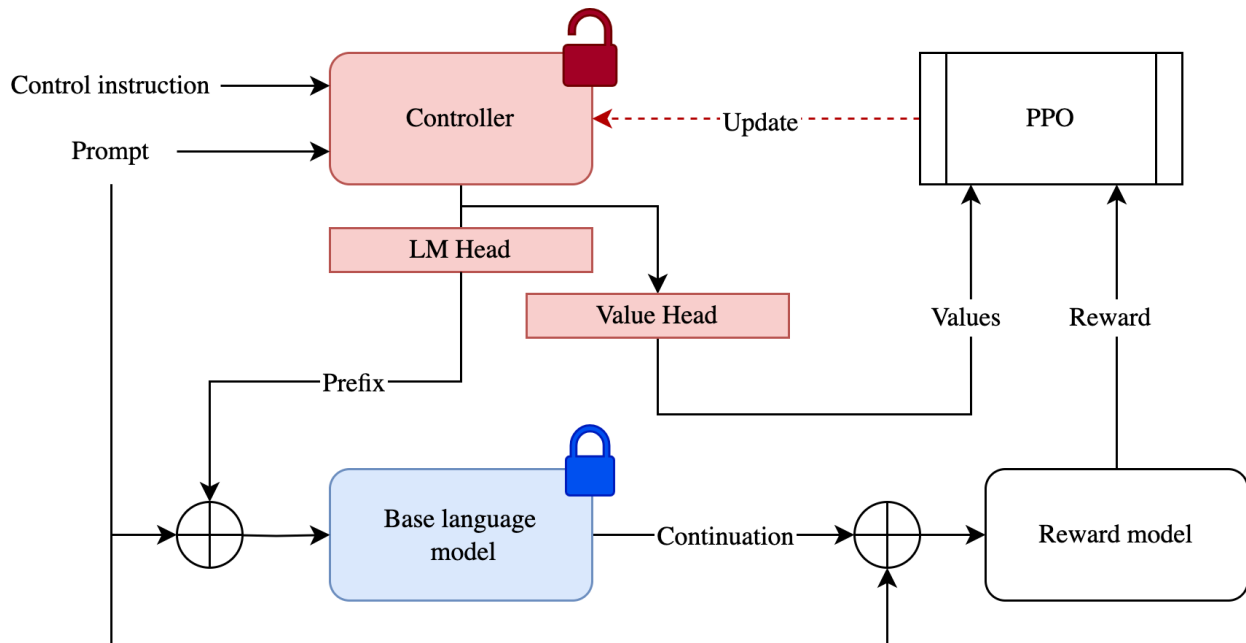 Control instruction
Controller
Update
PPO
Prompt
LM Head
Value Head
Values
Reward
Prefix
Base language
model
Continuation
Reward model